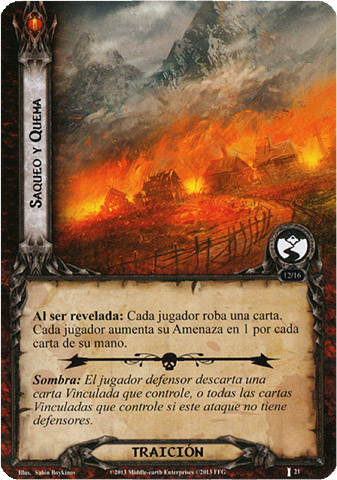 SAQUEO Y QUEMA
12/16
Al ser revelada: Cada jugador roba una carta.
Cada jugador aumenta su Amenaza en 1 por cada
carta de su mano.
Sombra: El jugador defensor descarta una
carta Vinculada que controle, o todas las cartas
Vinculadas que controle si este ataque no tiene
defensores.
TRAICIÓN
Illus. Sabin Boykinov ©2013 Middle-earth Enterprises ©2013 FFG 21